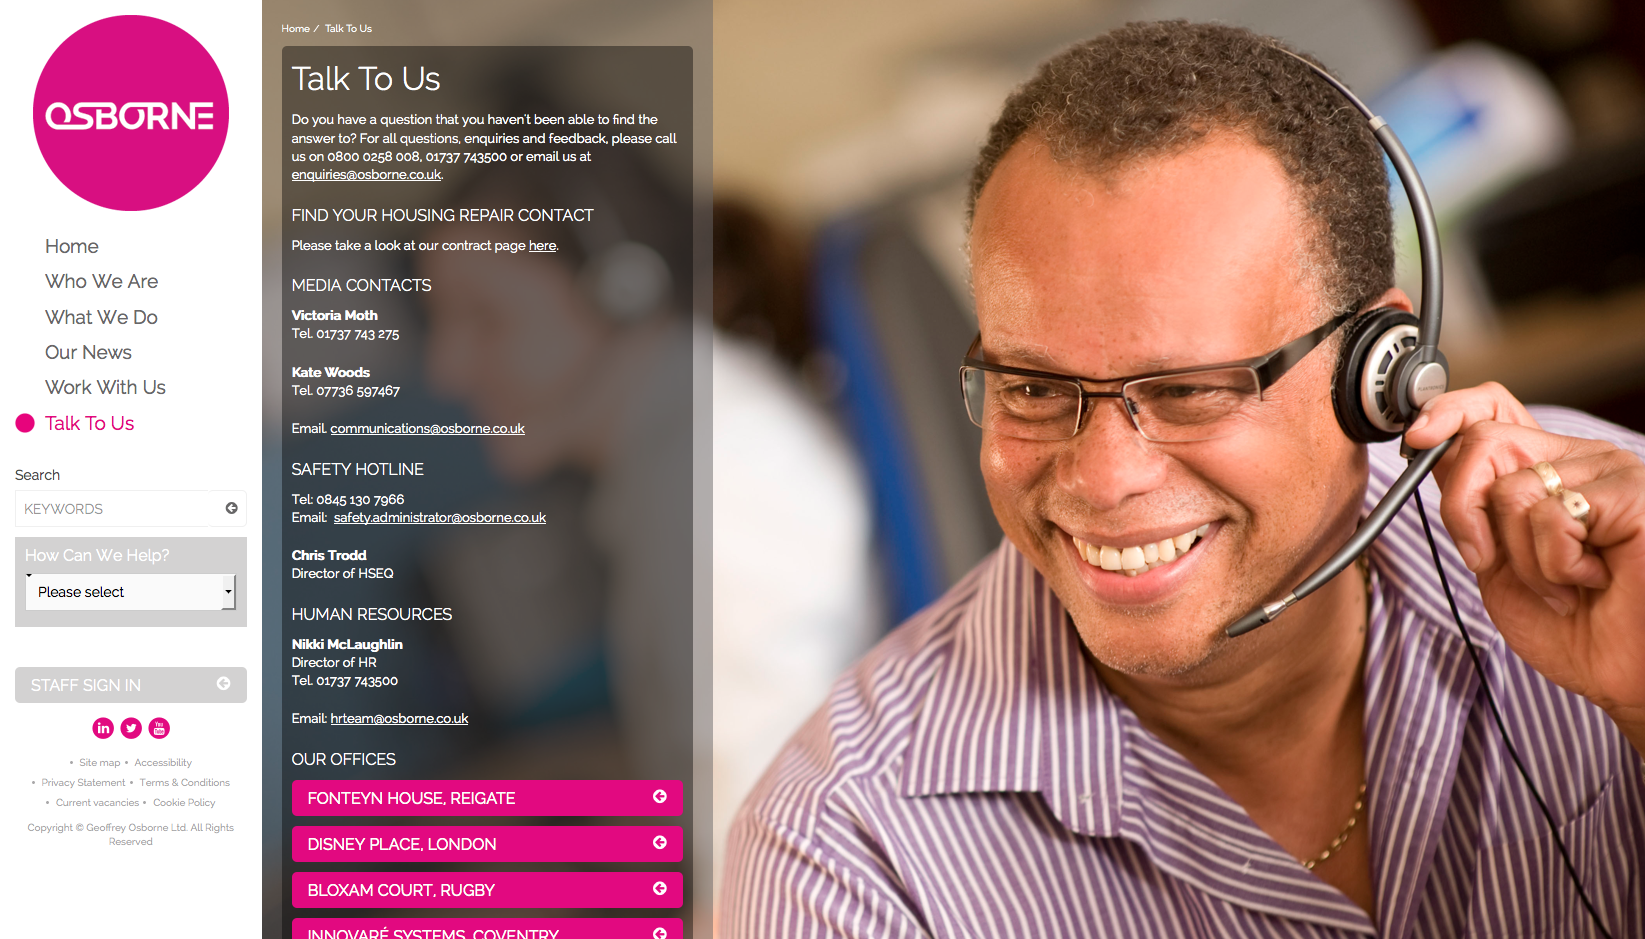 OSBORNE
Home
Who We Are
What We Do
Our News
Work With Us
Talk To Us
Search
KEYWORDS
How Can We Help?
Please select
STAFF SIGN IN
in
You
Tube
• Site map • Accessibility
• Privacy Statement • Terms & Conditions
• Current vacancies • Cookie Policy
Copyright © Geoffrey Osborne Ltd. All Rights
Reserved
Home / Talk To Us
Talk To Us
Do you have a question that you haven't been able to find the
answer to? For all questions, enquiries and feedback, please call
us on 0800 0258 008, 01737 743500 or email us at
enquiries@osborne.co.uk.
FIND YOUR HOUSING REPAIR CONTACT
Please take a look at our contract page here.
MEDIA CONTACTS
Victoria Moth
Tel. 01737 743 275
Kate Woods
Tel. 07736 597467
Email. communications@osborne.co.uk
SAFETY HOTLINE
Tel: 0845 130 7966
Email: safety.administrator@osborne.co.uk
Chris Trodd
Director of HSEQ
HUMAN RESOURCES
Nikki McLaughlin
Director of HR
Tel. 01737 743500
Email: hrteam@osborne.co.uk
OUR OFFICES
FONTEYN HOUSE, REIGATE
DISNEY PLACE, LONDON
BLOXAM COURT, RUGBY
INNOVARÉ SYSTEMS, COVENTRY